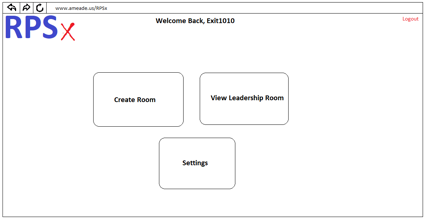 www.ameade.us/RPSx
RPSx
Welcome Back, Exit1010
Logout
Create Room
View Leadership Room
Settings